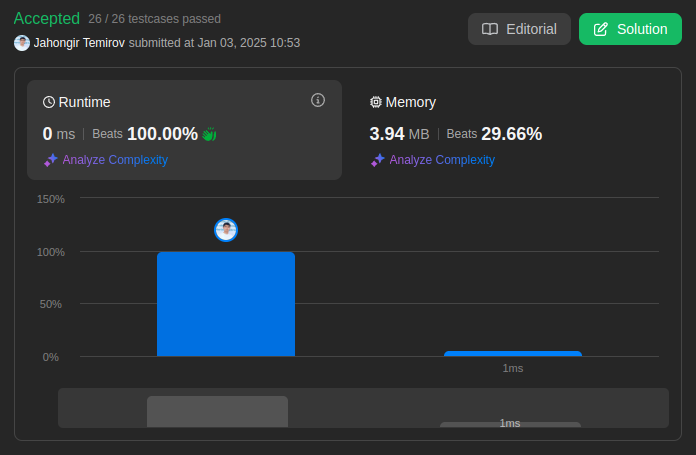 Accepted 26 / 26 testcases passed
Jahongir Temirov submitted at Jan 03, 2025 10:53
Editorial
Solution
Runtime
0 ms | Beats 100.00%
Analyze Complexity
Memory
3.94 MB | Beats 29.66%
Analyze Complexity
150%
100%
50%
0%
1ms
1ms